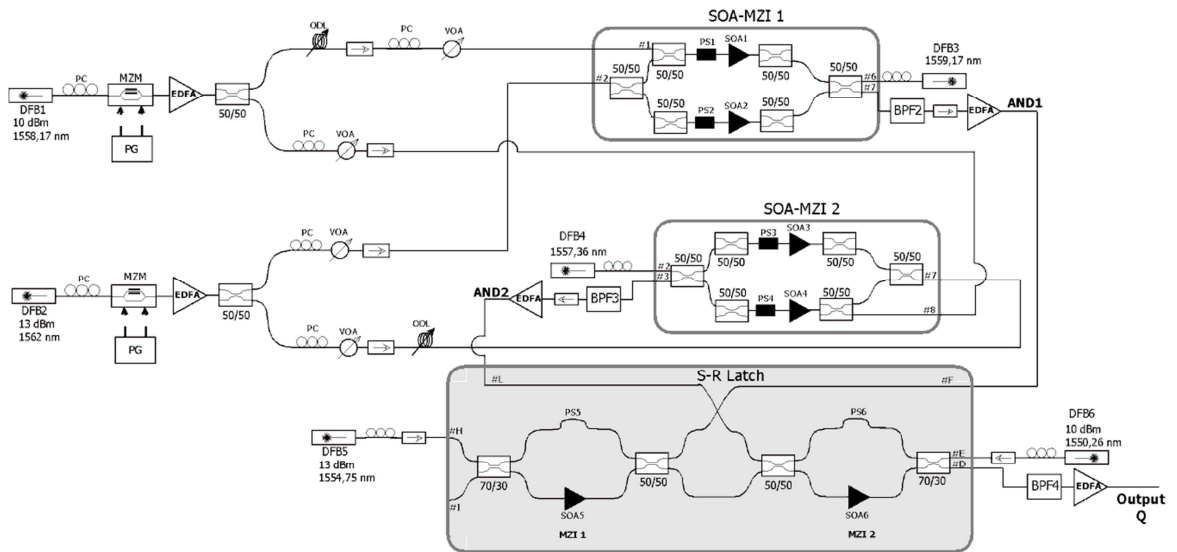 SOA-MZI 1
ODL
PC
VOA
#1
PS1
SOA1
50/50
50/50
DFB3
1559,17 nm
PC
MZM
EDFA
50/50
#2
50/50
50/50
#6
#7
DFB1
10 dBm
1558,17 nm
PG
PS2
SOA2
50/50
50/50
BPF2
EDFA
AND1
PC
VOA
SOA-MZI 2
PC
VOA
DFB4
1557,36 nm
PS3
SOA3
50/50
50/50
50/50
50/50
#2
#3
#7
PC
MZM
EDFA
50/50
DFB2
13 dBm
1562 nm
PG
AND2
EDFA
BPF3
50/50
50/50
PS4
SOA4
#8
PC
VOA
ODL
S-R Latch
#L
#F
PS5
PS6
DFB5
13 dBm
1554,75 nm
#H
#I
70/30
50/50
50/50
70/30
SOA5
SOA6
MZI 1
MZI 2
#E
#D
DFB6
10 dBm
1550,26 nm
BPF4
EDFA
Output
Q